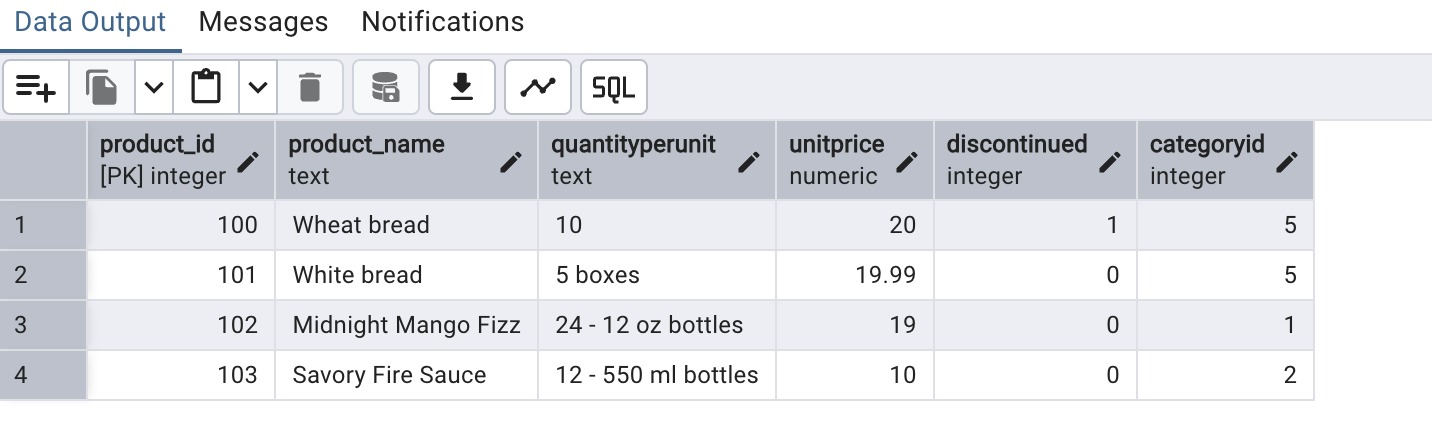 Data Output Messages Notifications
SQL
product_id product_name quantityperunit unitprice discontinued categoryid
[PK] integer text text numeric integer integer
1 100 Wheat bread 10 20 1 5
2 101 White bread 5 boxes 19.99 0 5
3 102 Midnight Mango Fizz 24 - 12 oz bottles 19 0 1
4 103 Savory Fire Sauce 12 - 550 ml bottles 10 0 2